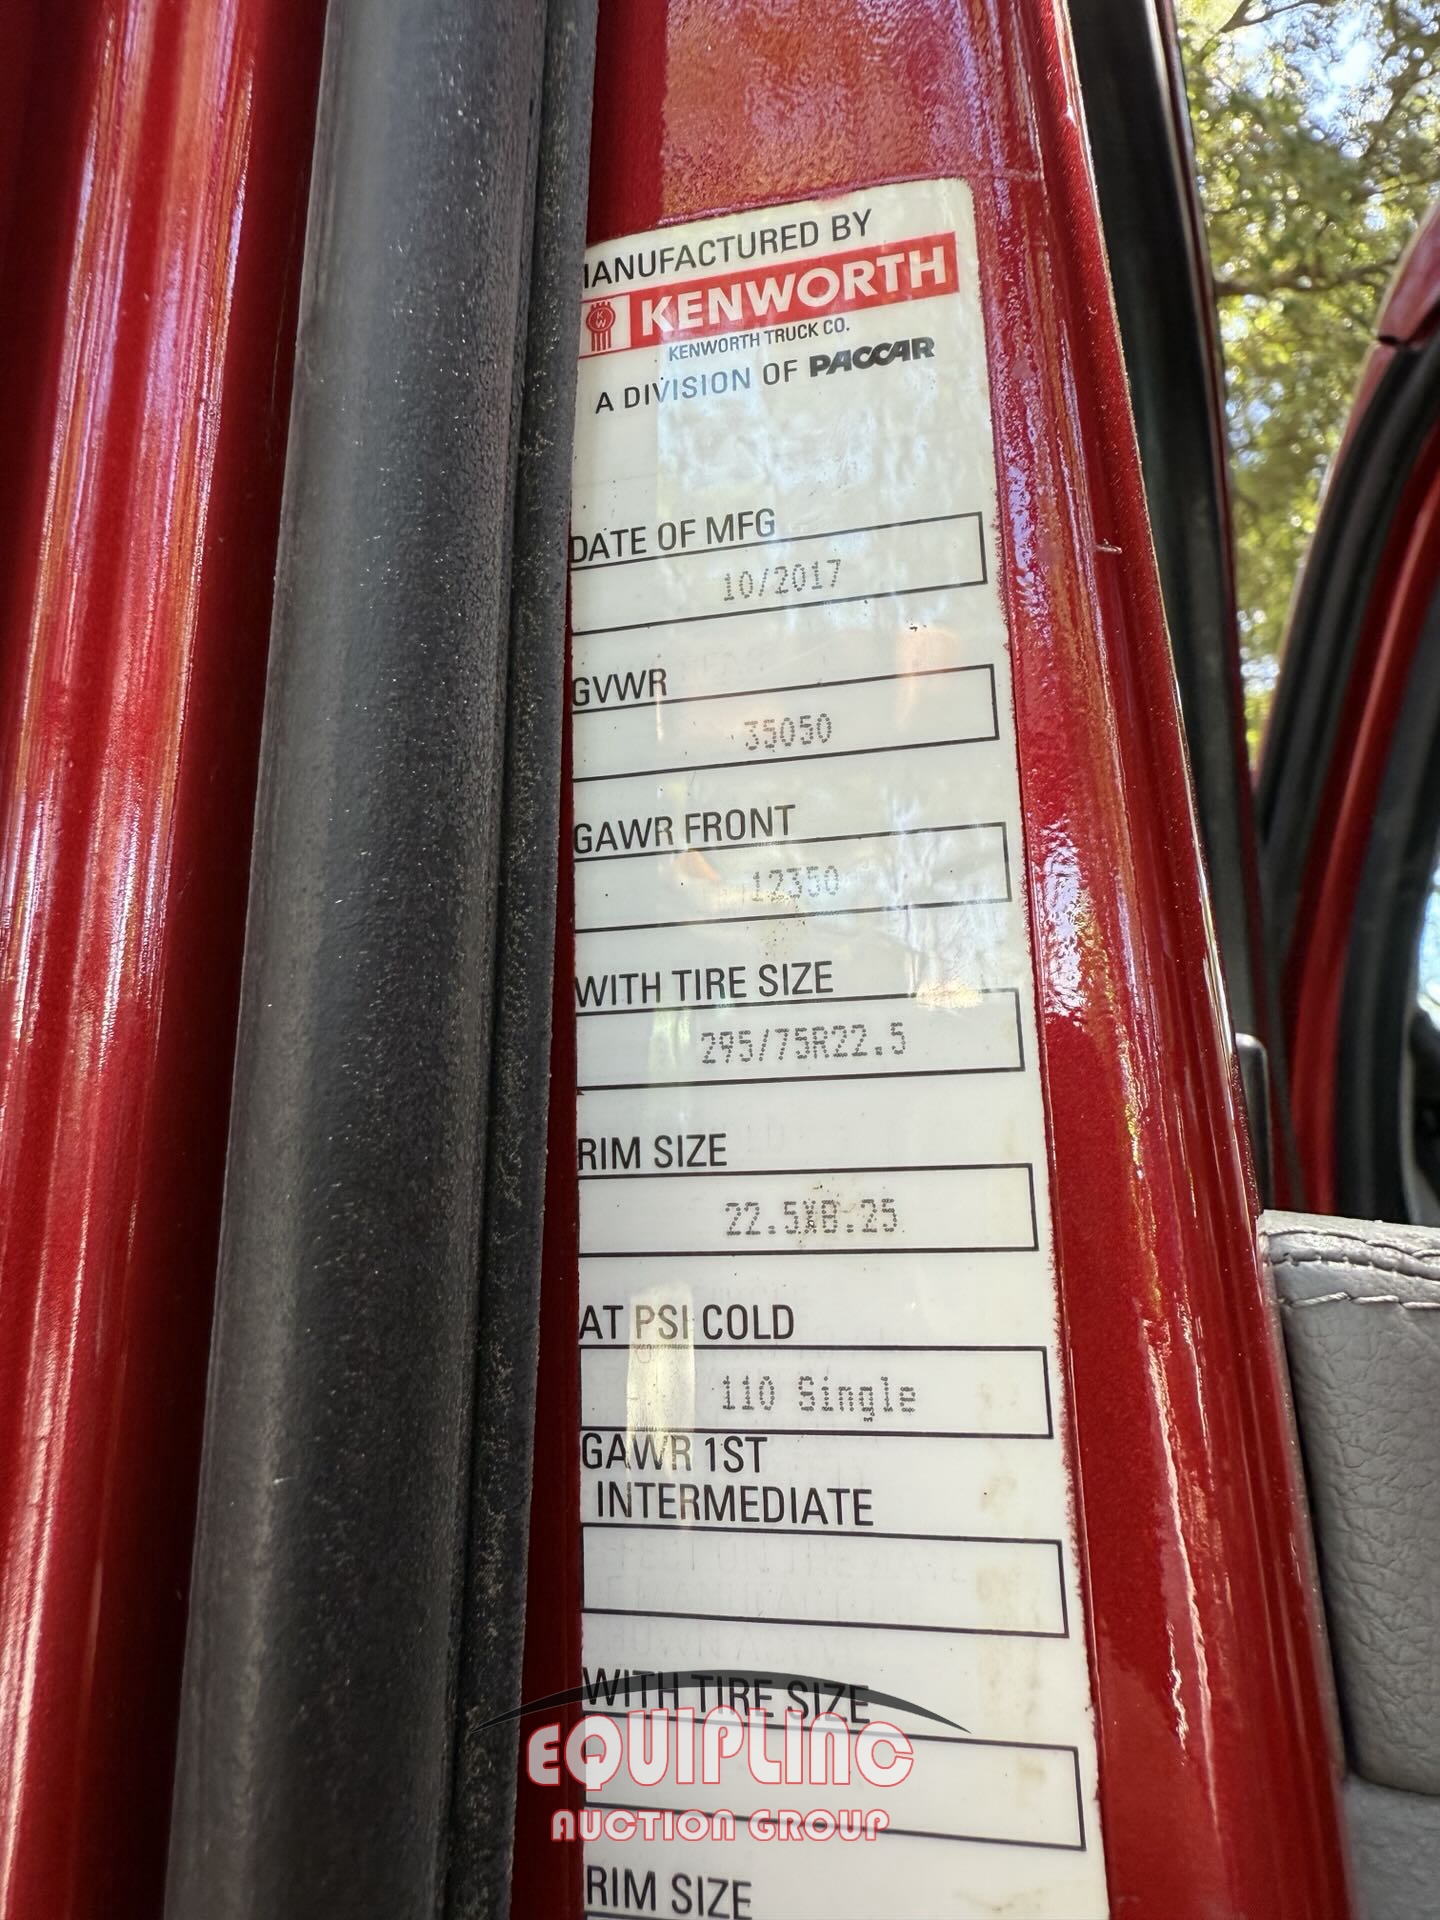 MANUFACTURED BY
KW KENWORTH
KENWORTH TRUCK CO.
A DIVISION OF PACCAR
DATE OF MFG
10/2017
GVWR
35050
GAWR FRONT
12350
WITH TIRE SIZE
295/75R22.5
RIM SIZE
22.5X8.25
AT PSI COLD
110 Single
GAWR 1ST
INTERMEDIATE
WITH TIRE SIZE
EQUIPLINC
AUCTION GROUP
RIM SIZE